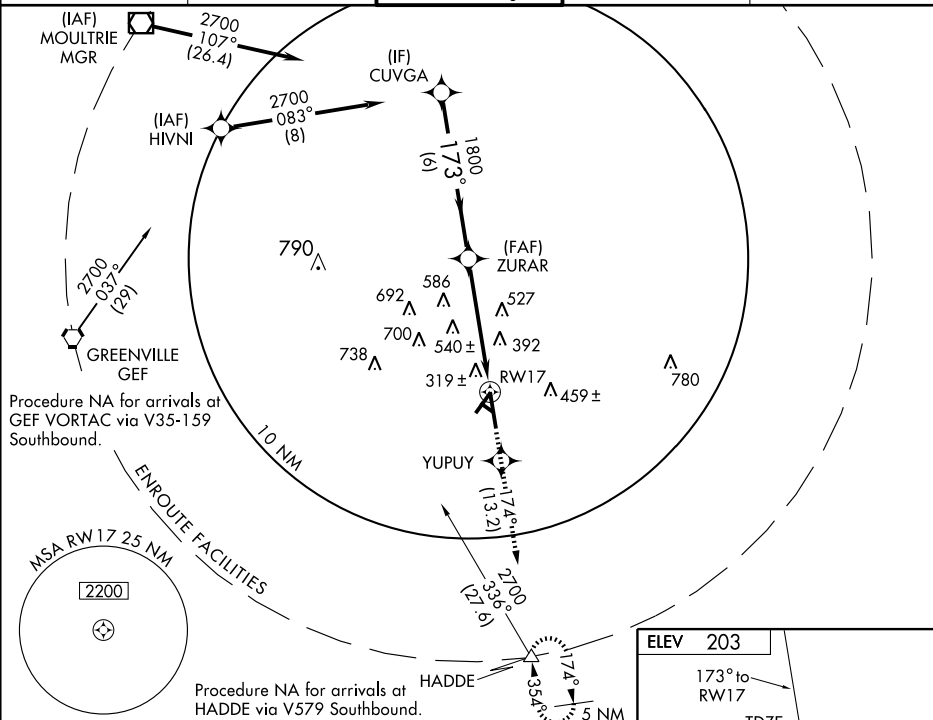 (IAF)
MOULTRIE
MGR
2700
107°
(26.4)
(IF)
CUVGA
(IAF)
HIVNI
2700
083°
(8)
1800
173°
(6)
790
(FAF)
ZURAR
2700
037°
(29)
GREENVILLE
GEF
586
692
527
700
540 ±
392
738
319 ±
RW17
459 ±
780
Procedure NA for arrivals at
GEF VORTAC via V35-159
Southbound.
10 NM
YUPUY
174°
(13.2)
ENROUTE FACILITIES
MSA RW17 25 NM
2200
2700
336°
(27.6)
HADDE
174°
354°
5 NM
Procedure NA for arrivals at
HADDE via V579 Southbound.
ELEV 203
173° to
RW17